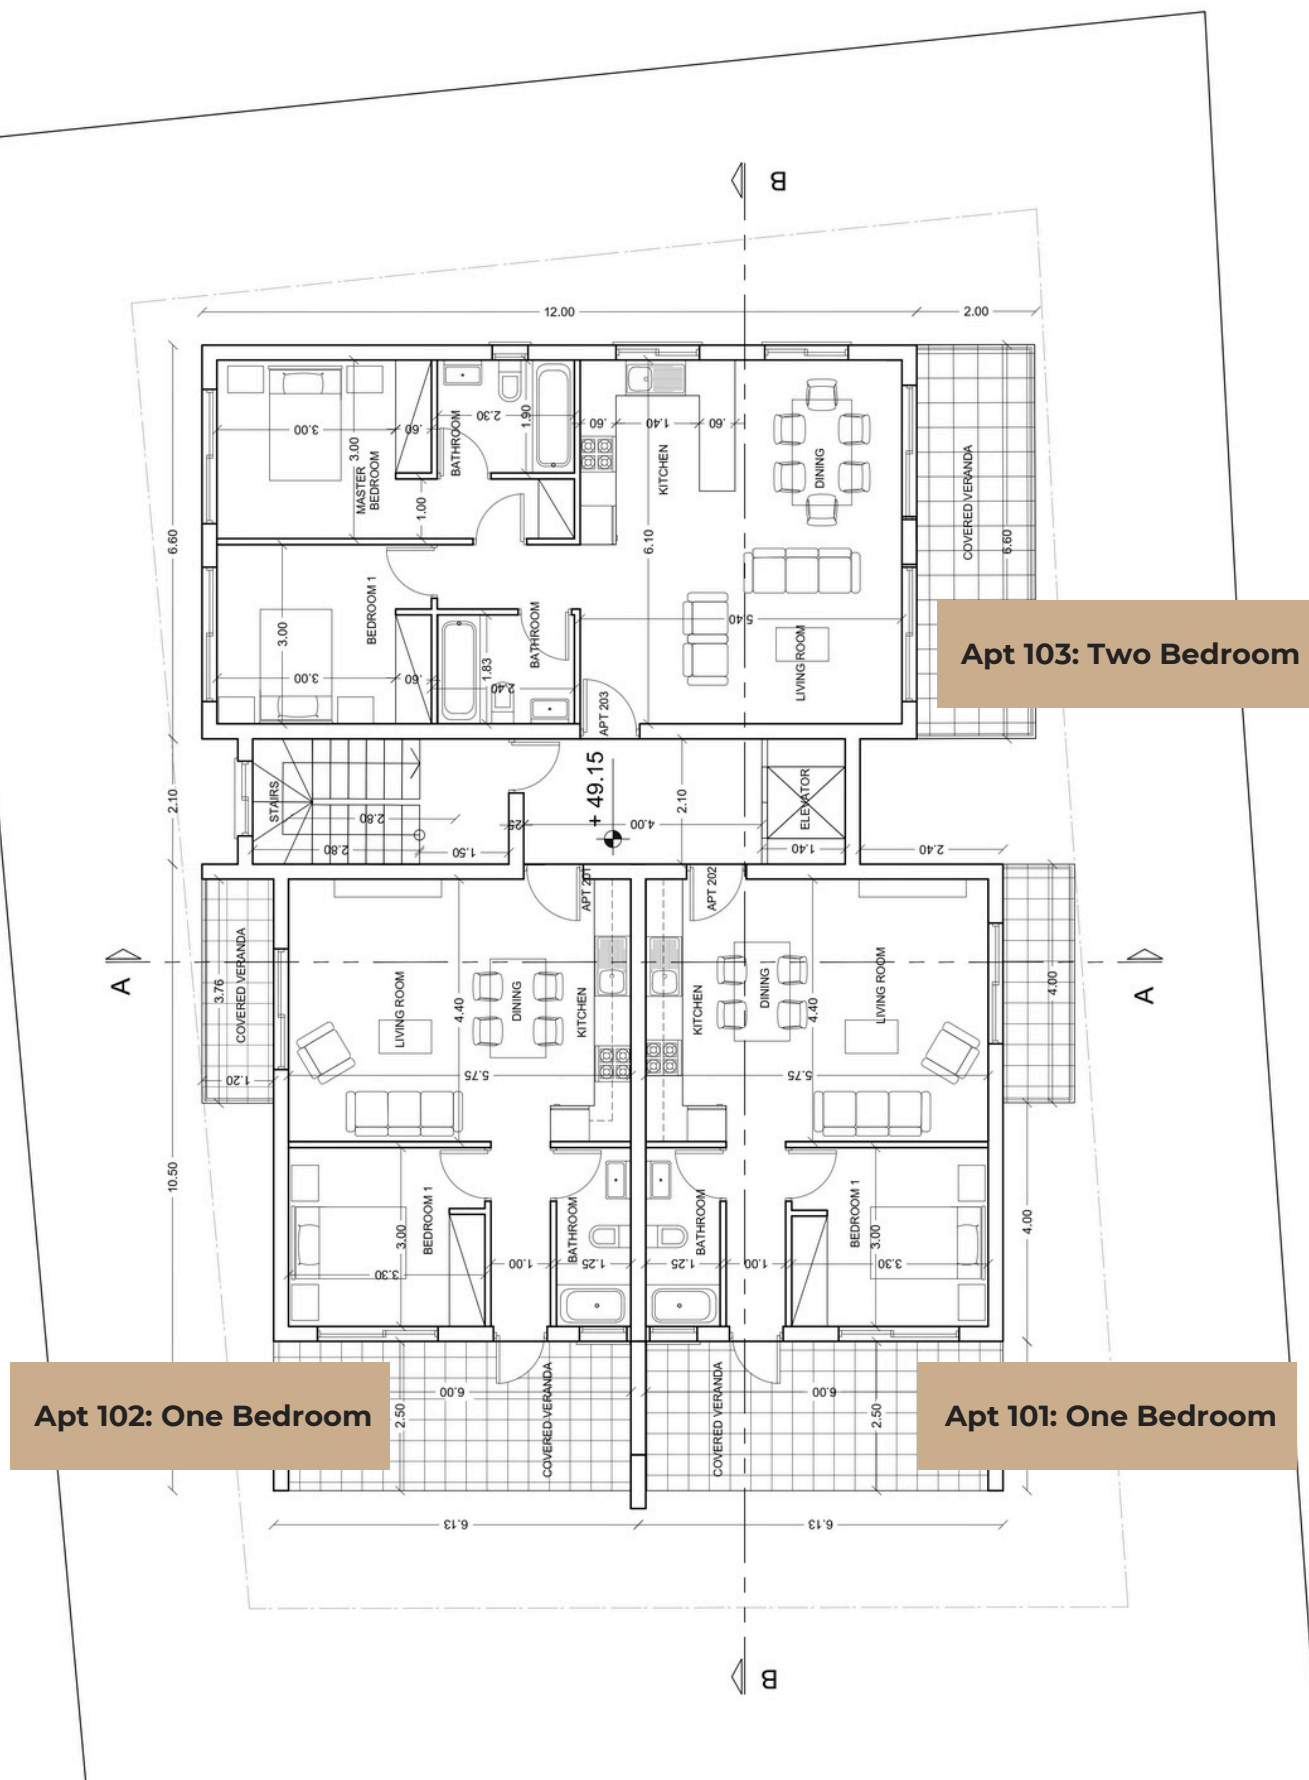 B
12.00
2.00
3.00
.60
2.30
1.90
.60
1.40
.60
3.00
MASTER
BEDROOM
BATHROOM
KITCHEN
DINING
COVERED VERANDA
1.00
6.60
6.10
6.60
BEDROOM 1
3.00
3.00
.60
1.83
2.40
BATHROOM
5.40
LIVING ROOM
Apt 103: Two Bedroom
APT 203
STAIRS
2.10
2.80
2.80
1.50
.25
+ 49.15
4.00
2.10
ELEVATOR
1.40
2.40
APT 201
APT 202
A
3.76
COVERED VERANDA
1.20
LIVING ROOM
4.40
DINING
KITCHEN
5.75
KITCHEN
DINING
4.40
LIVING ROOM
5.75
4.00
A
10.50
BEDROOM 1
3.00
3.30
1.00
BATHROOM
1.25
BATHROOM
1.25
1.00
BEDROOM 1
3.00
3.30
4.00
6.00
2.50
COVERED VERANDA
COVERED VERANDA
6.00
2.50
Apt 102: One Bedroom
Apt 101: One Bedroom
6.13
6.13
B